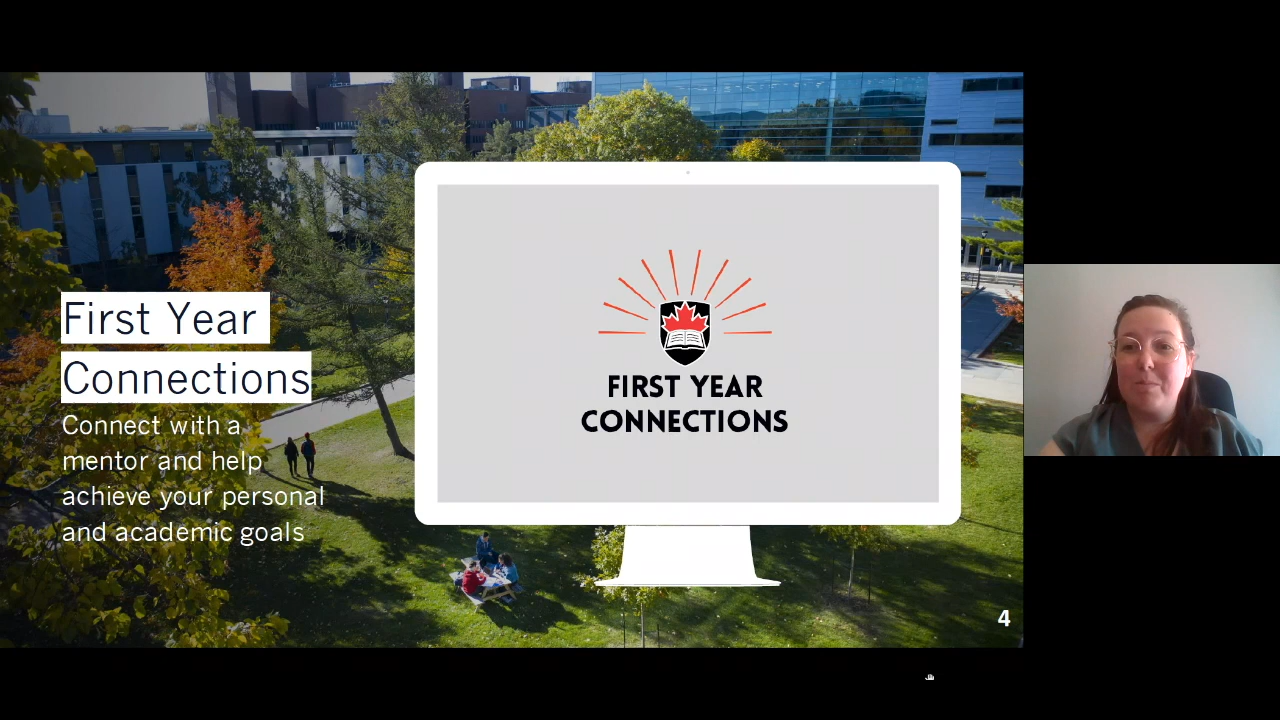 First Year
Connections
Connect with a
mentor and help
achieve your personal
and academic goals
FIRST YEAR
CONNECTIONS
4